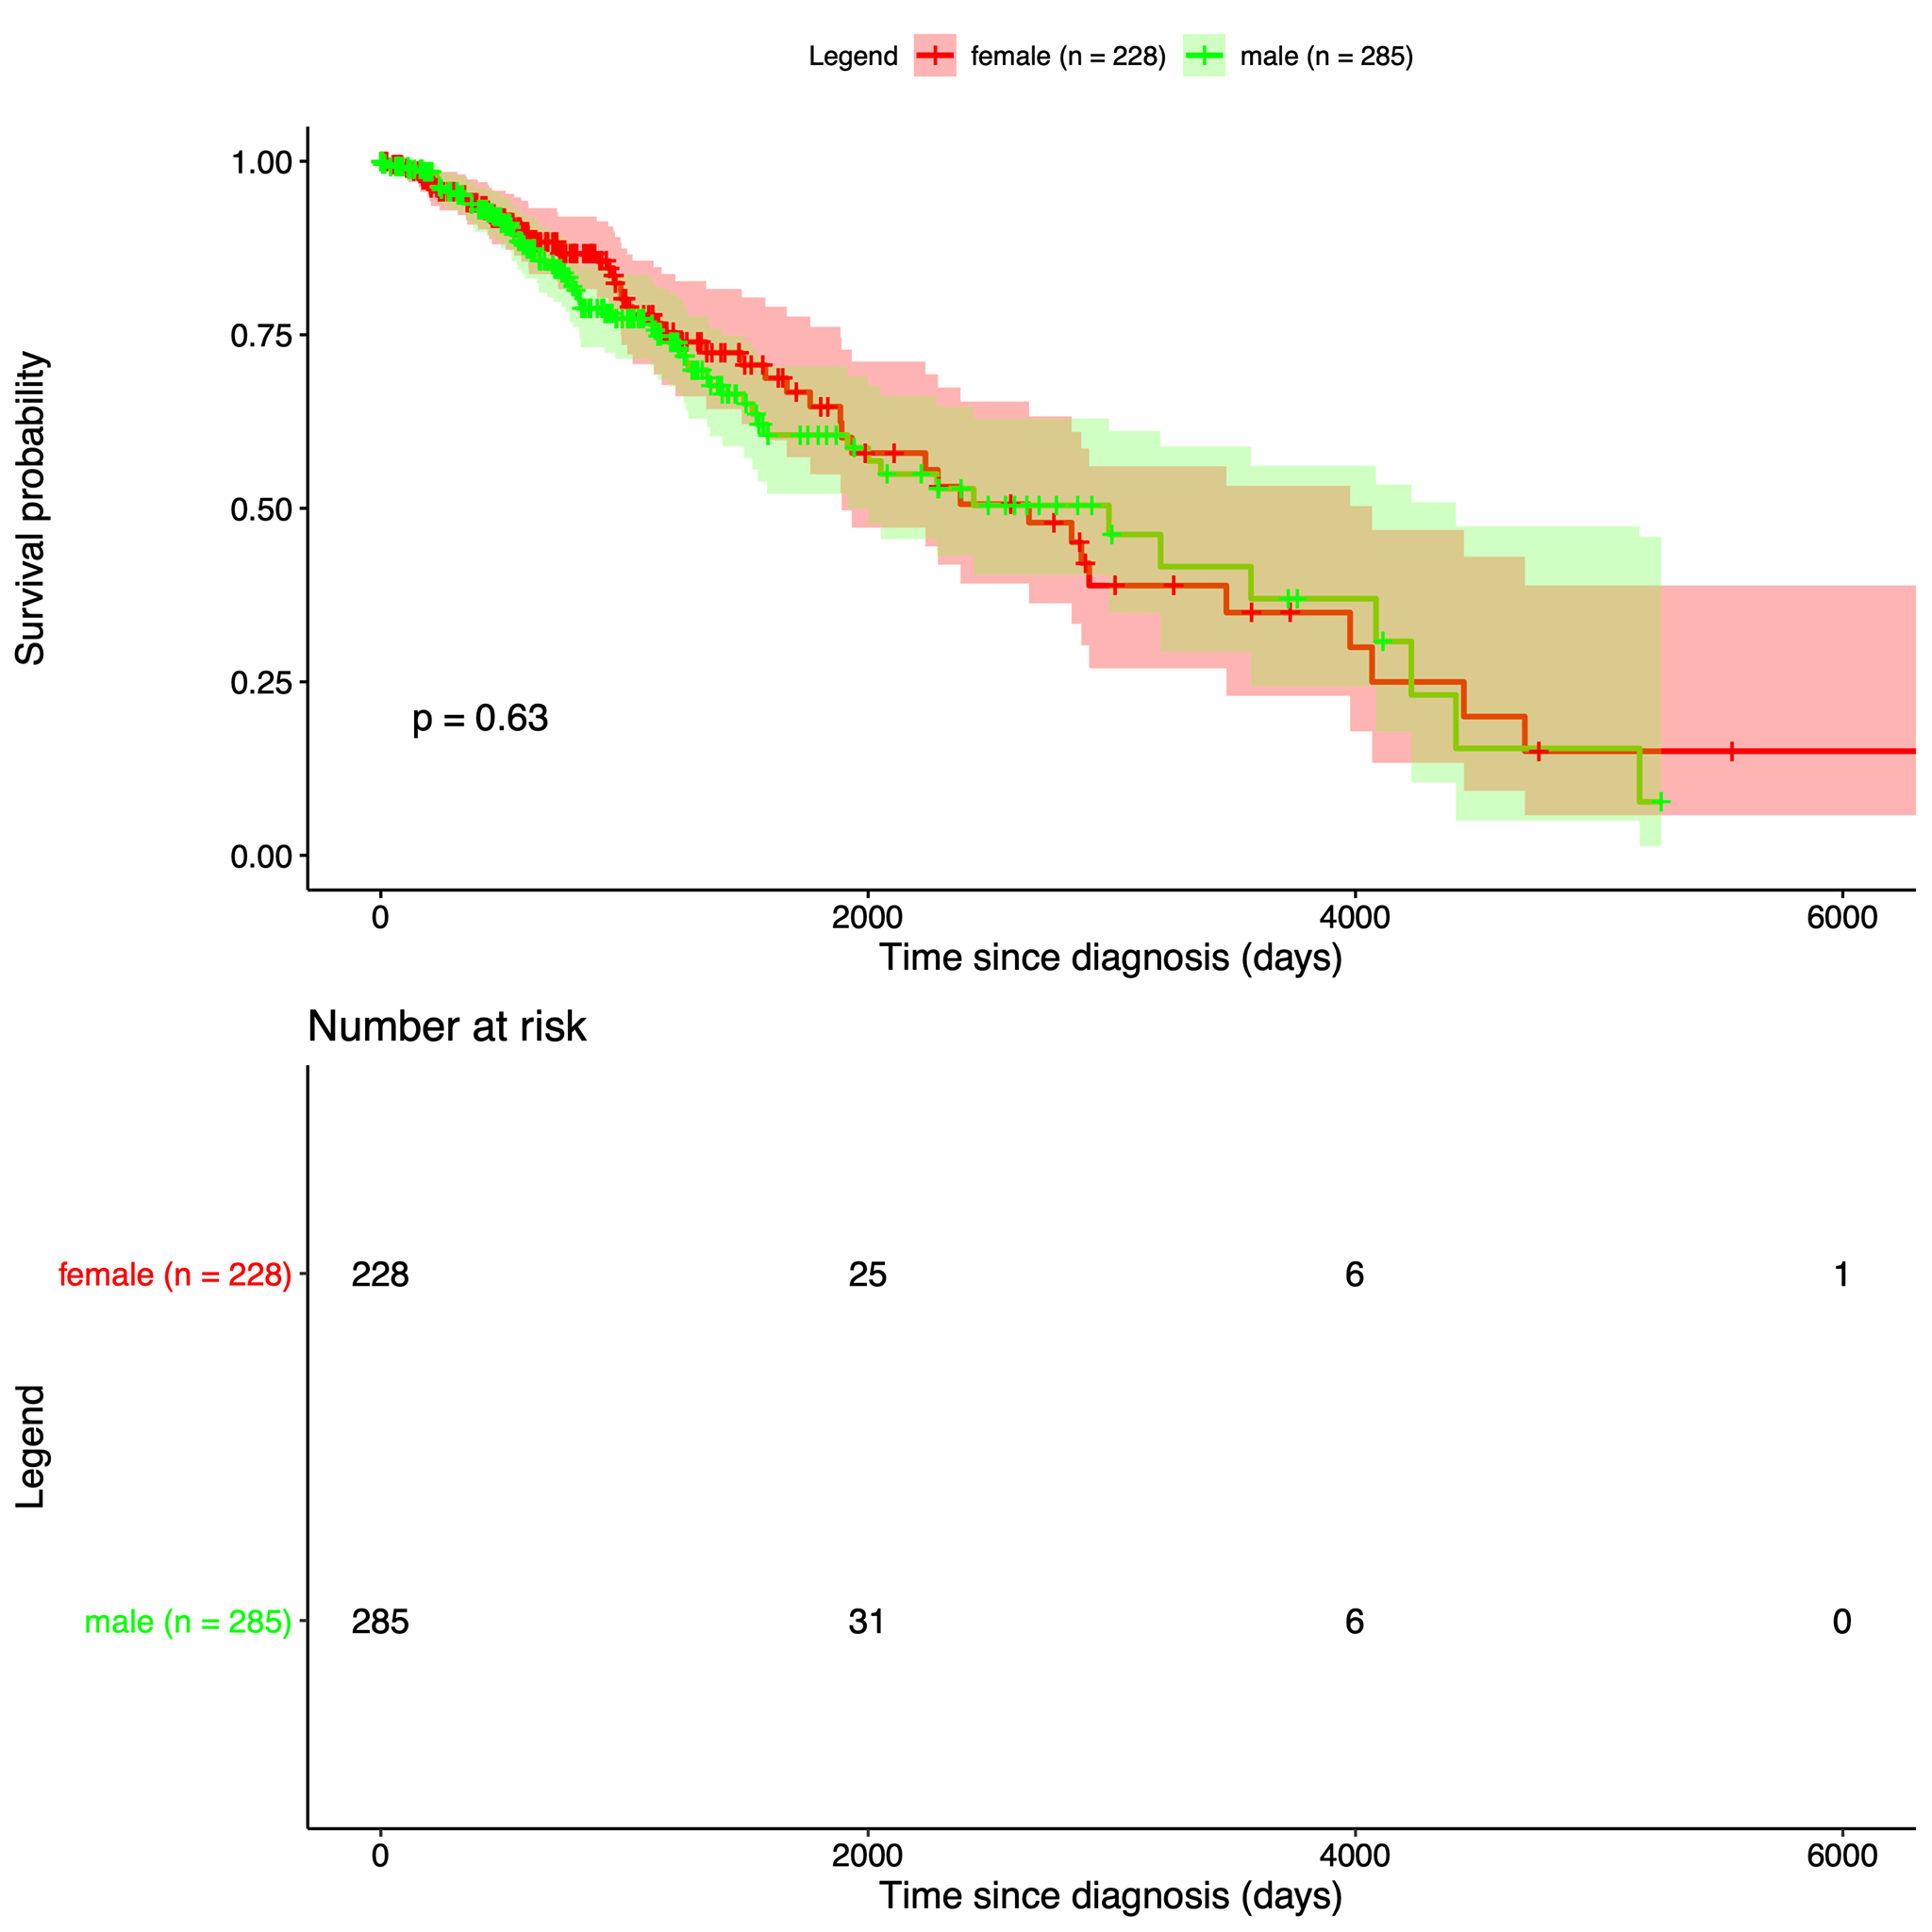 Legend female (n = 228) male (n = 285)
Survival probability
1.00
0.75
0.50
0.25
0.00
p = 0.63
0 2000 4000 6000
Time since diagnosis (days)
Number at risk
Legend
female (n = 228) 228 25 6 1
male (n = 285) 285 31 6 0
0 2000 4000 6000
Time since diagnosis (days)